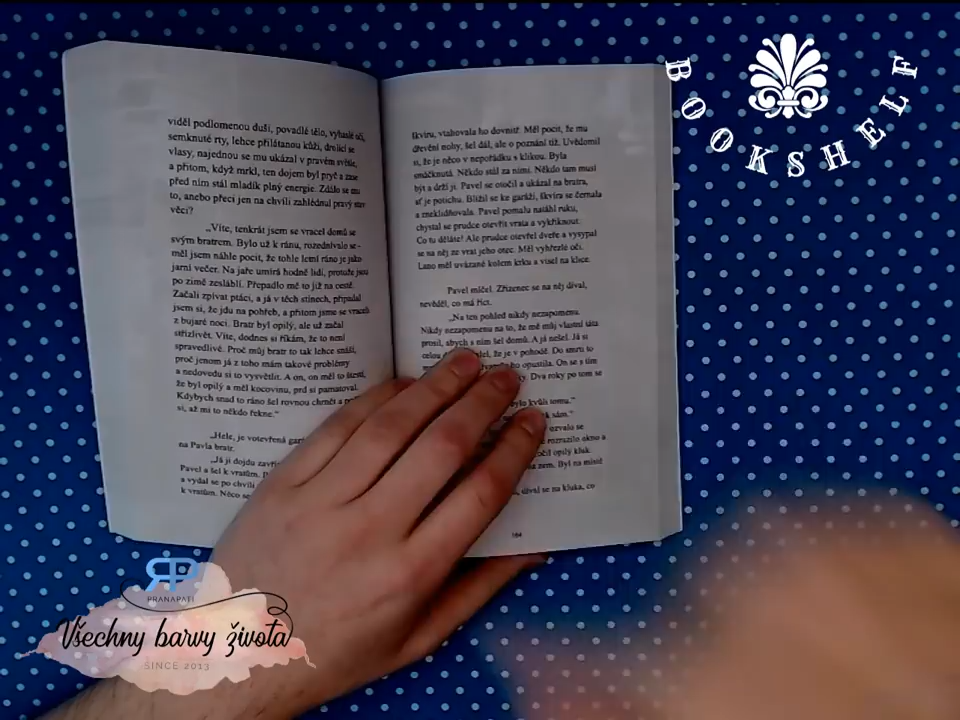 viděl podlomenou duši, povadlé tělo, vyhaslé oči,
semknuté rty, lehce přilátanou kůži, drolící se
vlasy, najednou se mu ukázal v pravém světle,
a přitom, když mrkl, ten dojem byl pryč a zase
před ním stál mladík plný energie. Zdálo se mu
to, anebo přeci jen na chvíli zahlédnul pravý stav
věcí?
„Víte, tenkrát jsem se vracel domů se
svým bratrem. Bylo už k ránu, rozednívalo se -
měl jsem náhle pocit, že tohle lemí ráno je jako
jarní večer. Na jaře umírá hodně lidí, protože jsou
po zimě zesláblí. Přepadlo mě to již na cestě.
Začali zpívat ptáci, a já v těch stínech, připadal
jsem si, že jdu na pohřeb, a přitom jsme se vraceli
z bujaré noci. Bratr byl opilý, ale už začal
střízlivět. Víte, dodnes si říkám, že to není
spravedlivé. Proč můj bratr to tak lehce snáší,
proč jenom já z toho mám takové problémy
a nedovedu si to vysvětlit. A on, on měl to štěstí,
že byl opilý a měl kocovinu, prd si pamatoval.
Kdybych snad to ráno šel rovnou chrnět a
si, až mi to někdo řekne."
„Hele, je votevřená
na Pavla bratr.
„Já ji dojdu
Pavel a šel k vratům.
a vydal se po chvíli
k vratům. Něco se
škvíru, vtahovala ho dovnitř. Měl pocit, že mu
dřevění nohy, šel dál, ale o poznání tíž. Uvědomil
si, že je něco v nepořádku s klikou. Byla
smáčknutá. Někdo stál za nimi. Někdo tam musí
být a drží ji. Pavel se otočil a ukázal na bratra,
ať je potichu. Blížil se ke garáži, škvíra se černala
a zneklidňovala. Pavel pomalu natáhl ruku,
chystal se prudce otevřít vrata a vykřiknout.
Co tu děláte! Ale prudce otevřel dveře a vysypal
se na něj ze vrat jeho otec. Měl vyhřezlé oči.
Lano měl uvázané kolem krku a visel na klice.
Pavel mlčel. Zřízenec se na něj díval,
nevěděl, co má říct.
„Na ten pohled nikdy nezapomenu.
Nikdy nezapomenu na to, že mě můj vlastní táta
prosil, abych s ním šel domů. A já nešel. Já si
celou že je v pohodě. Do smrti to
ho opustila. On se s tím
Dva roky po tom se
bylo kvůli tomu."
sám."
ozvalo se
rozrazilo okno a
opilý kluk.
zem. Byl na místě
díval se na kluka, co
164
BOOKSHELF
RP
PRANAPATI
Všechny barvy života
SINCE 2013